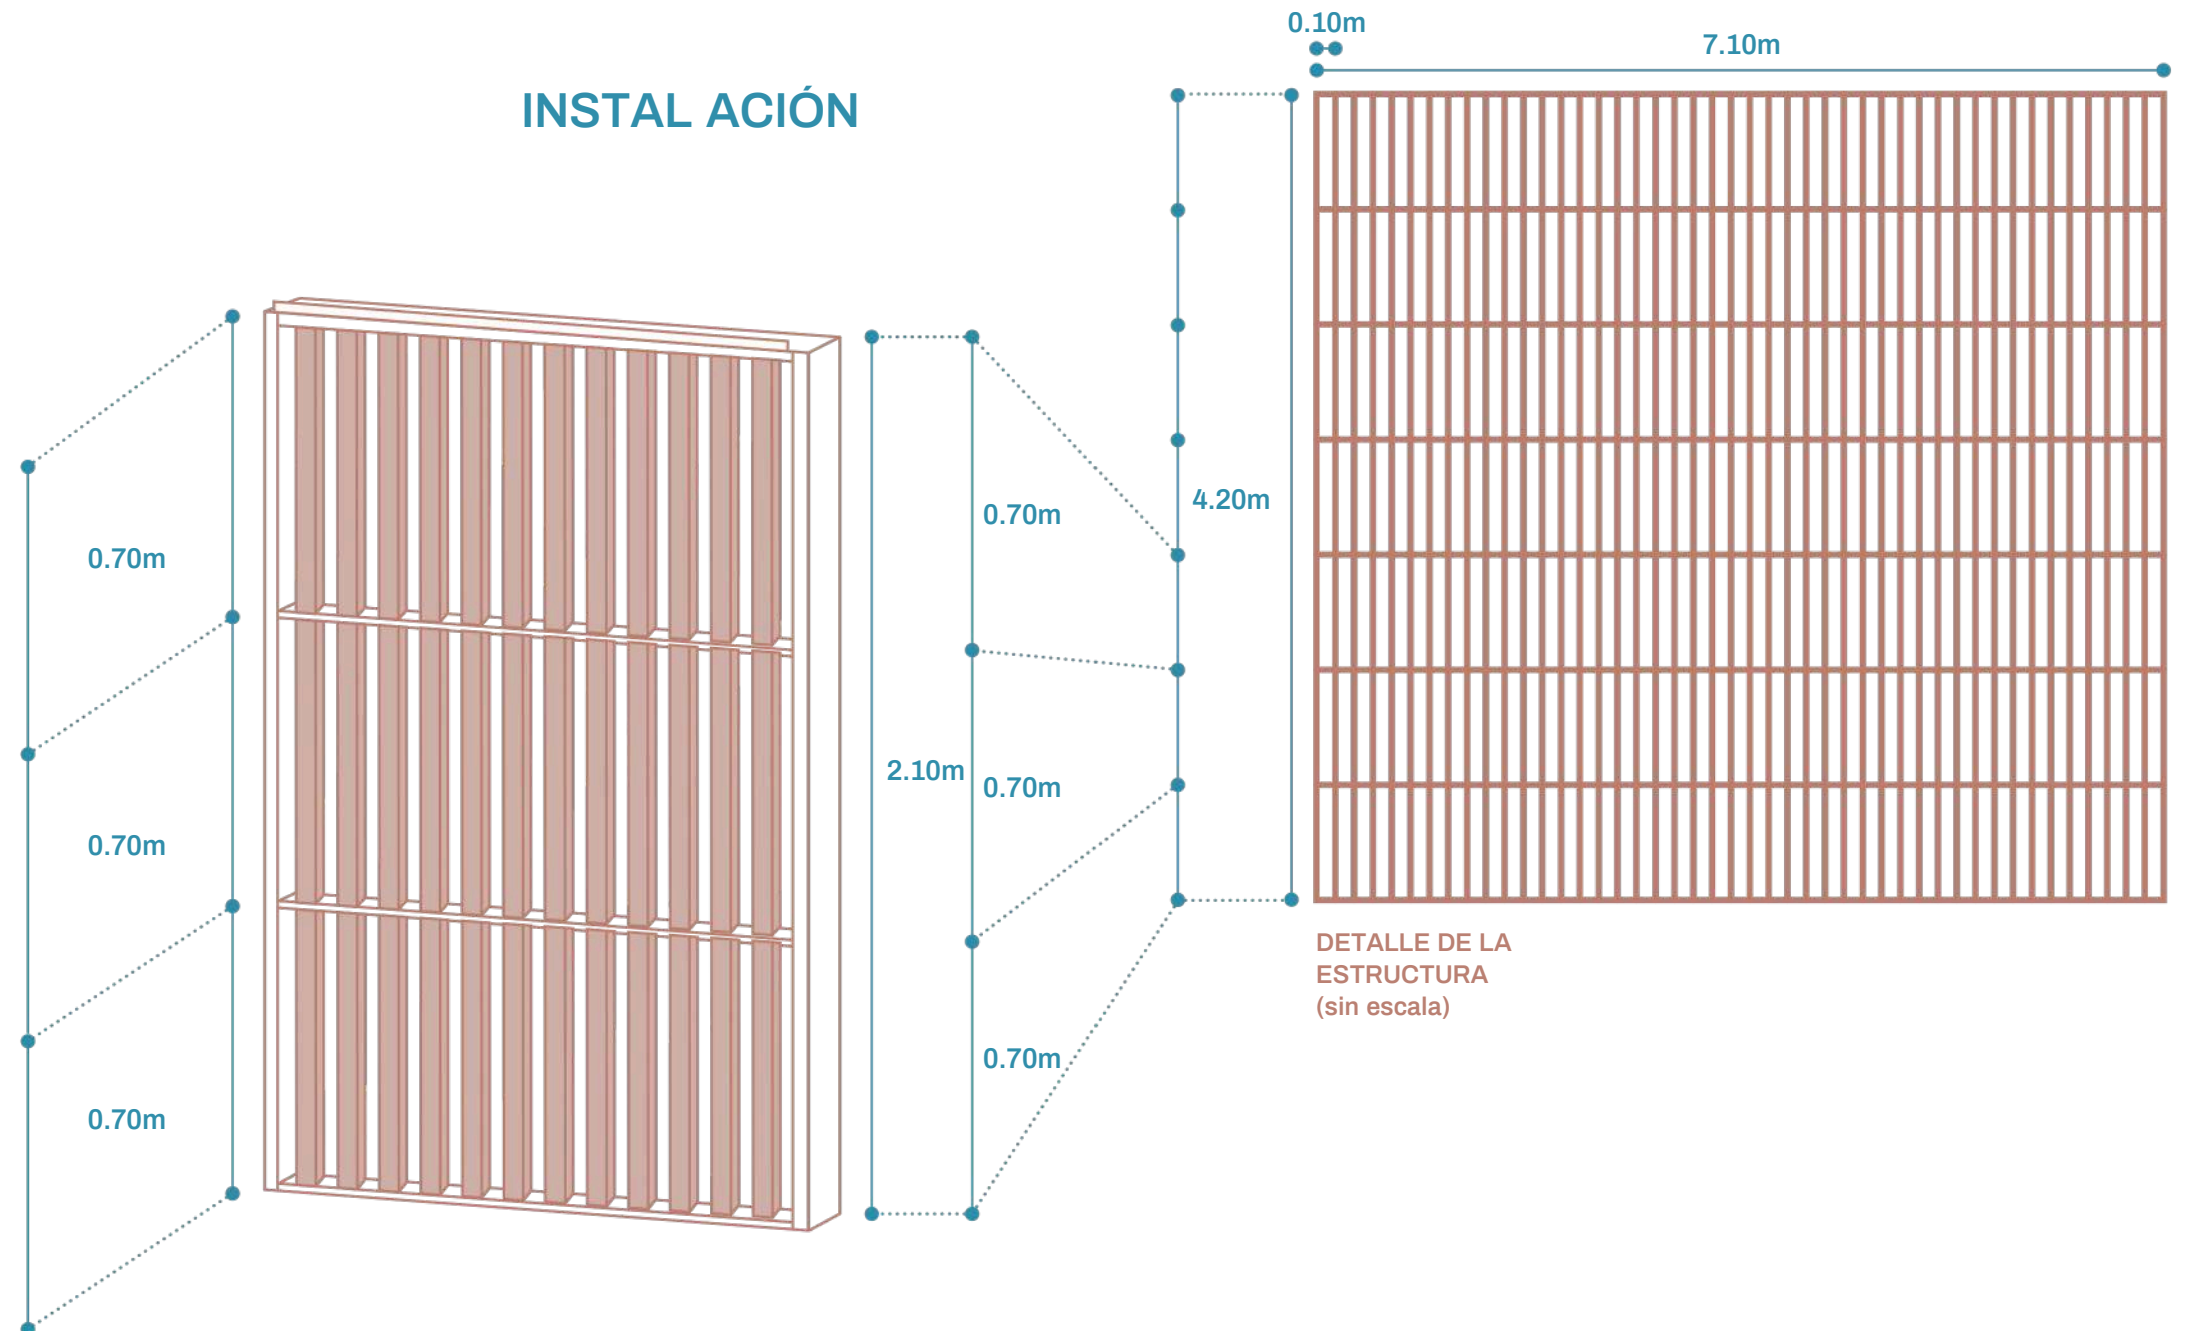 INSTAL ACIÓN
0.10m
7.10m
4.20m
0.70m
0.70m
0.70m
2.10m
0.70m
0.70m
0.70m
DETALLE DE LA
ESTRUCTURA
(sin escala)